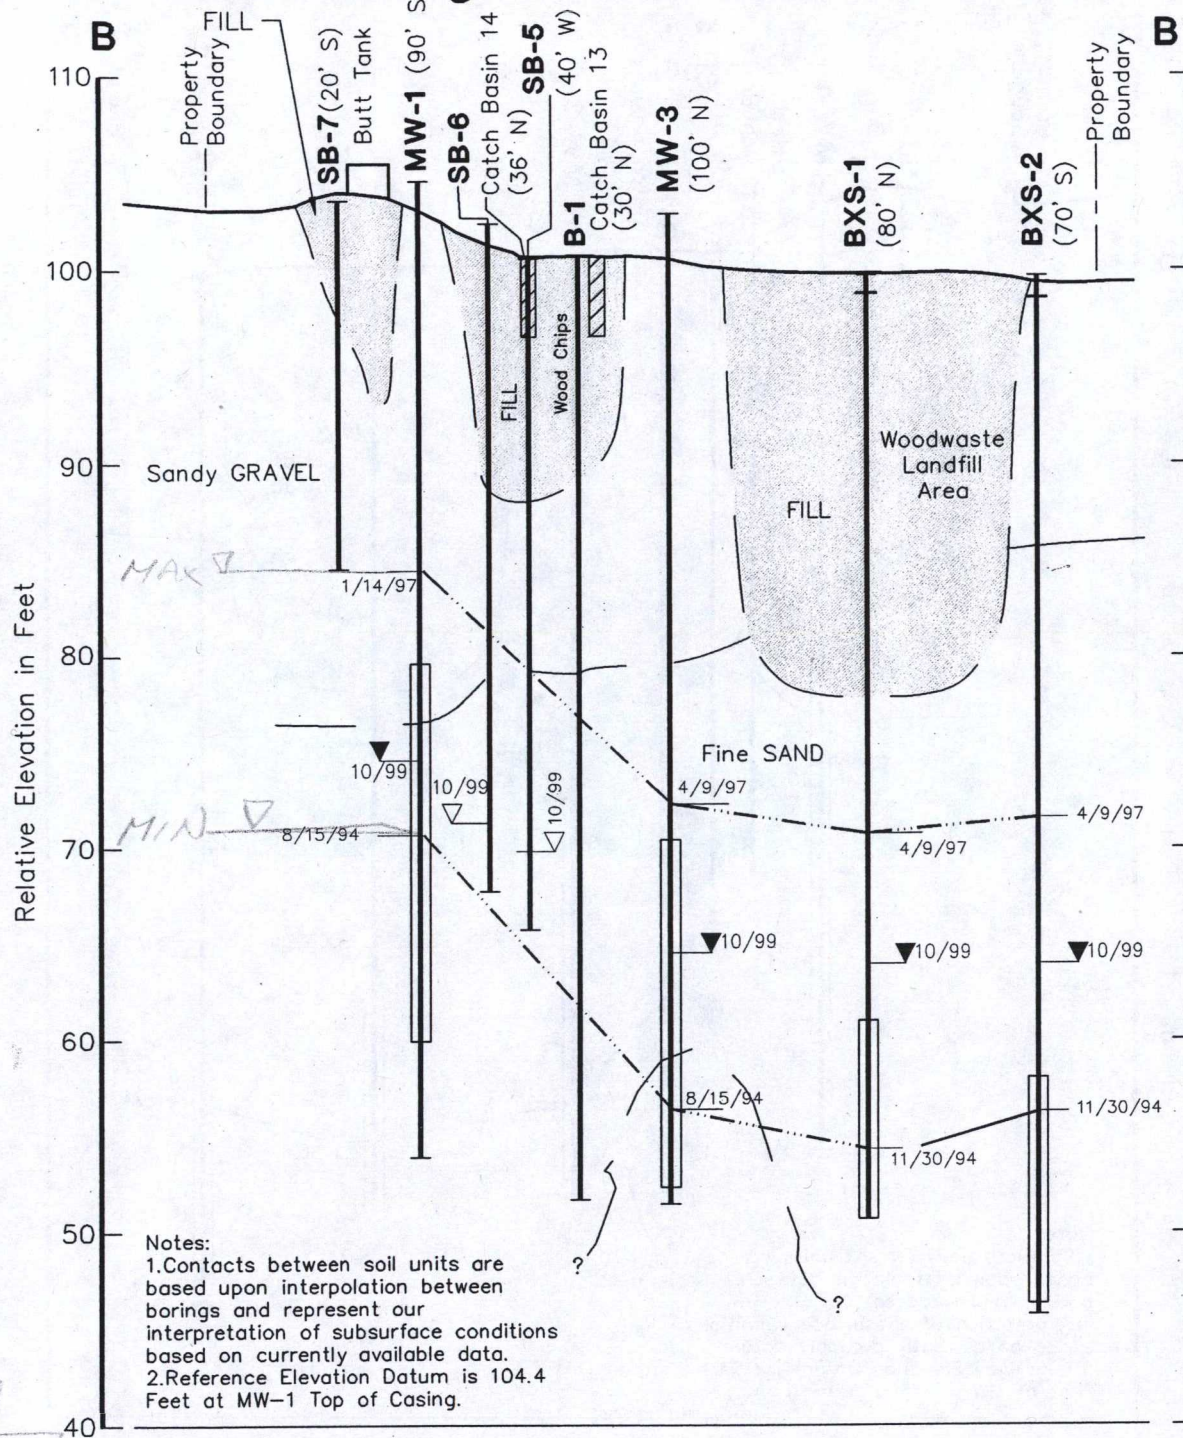 B
B
FILL
Property
Boundary
SB-7 (20' S)
Butt Tank
MW-1 (90' S
SB-6
Catch Basin 14
(36' N)
SB-5
(40' W)
B-1
Catch Basin 13
(30' N)
MW-3
(100' N)
BXS-1
(80' N)
BXS-2
(70' S)
Property
Boundary
110
100
90
80
70
60
50
40
Relative Elevation in Feet
FILL
Wood Chips
Woodwaste
Landfill
Area
FILL
Sandy GRAVEL
MAX
1/14/97
Fine SAND
10/99
10/99
10/99
MIN
8/15/94
4/9/97
4/9/97
4/9/97
10/99
10/99
10/99
8/15/94
11/30/94
11/30/94
?
?
Notes:
1.Contacts between soil units are
based upon interpolation between
borings and represent our
interpretation of subsurface conditions
based on currently available data.
2.Reference Elevation Datum is 104.4
Feet at MW-1 Top of Casing.